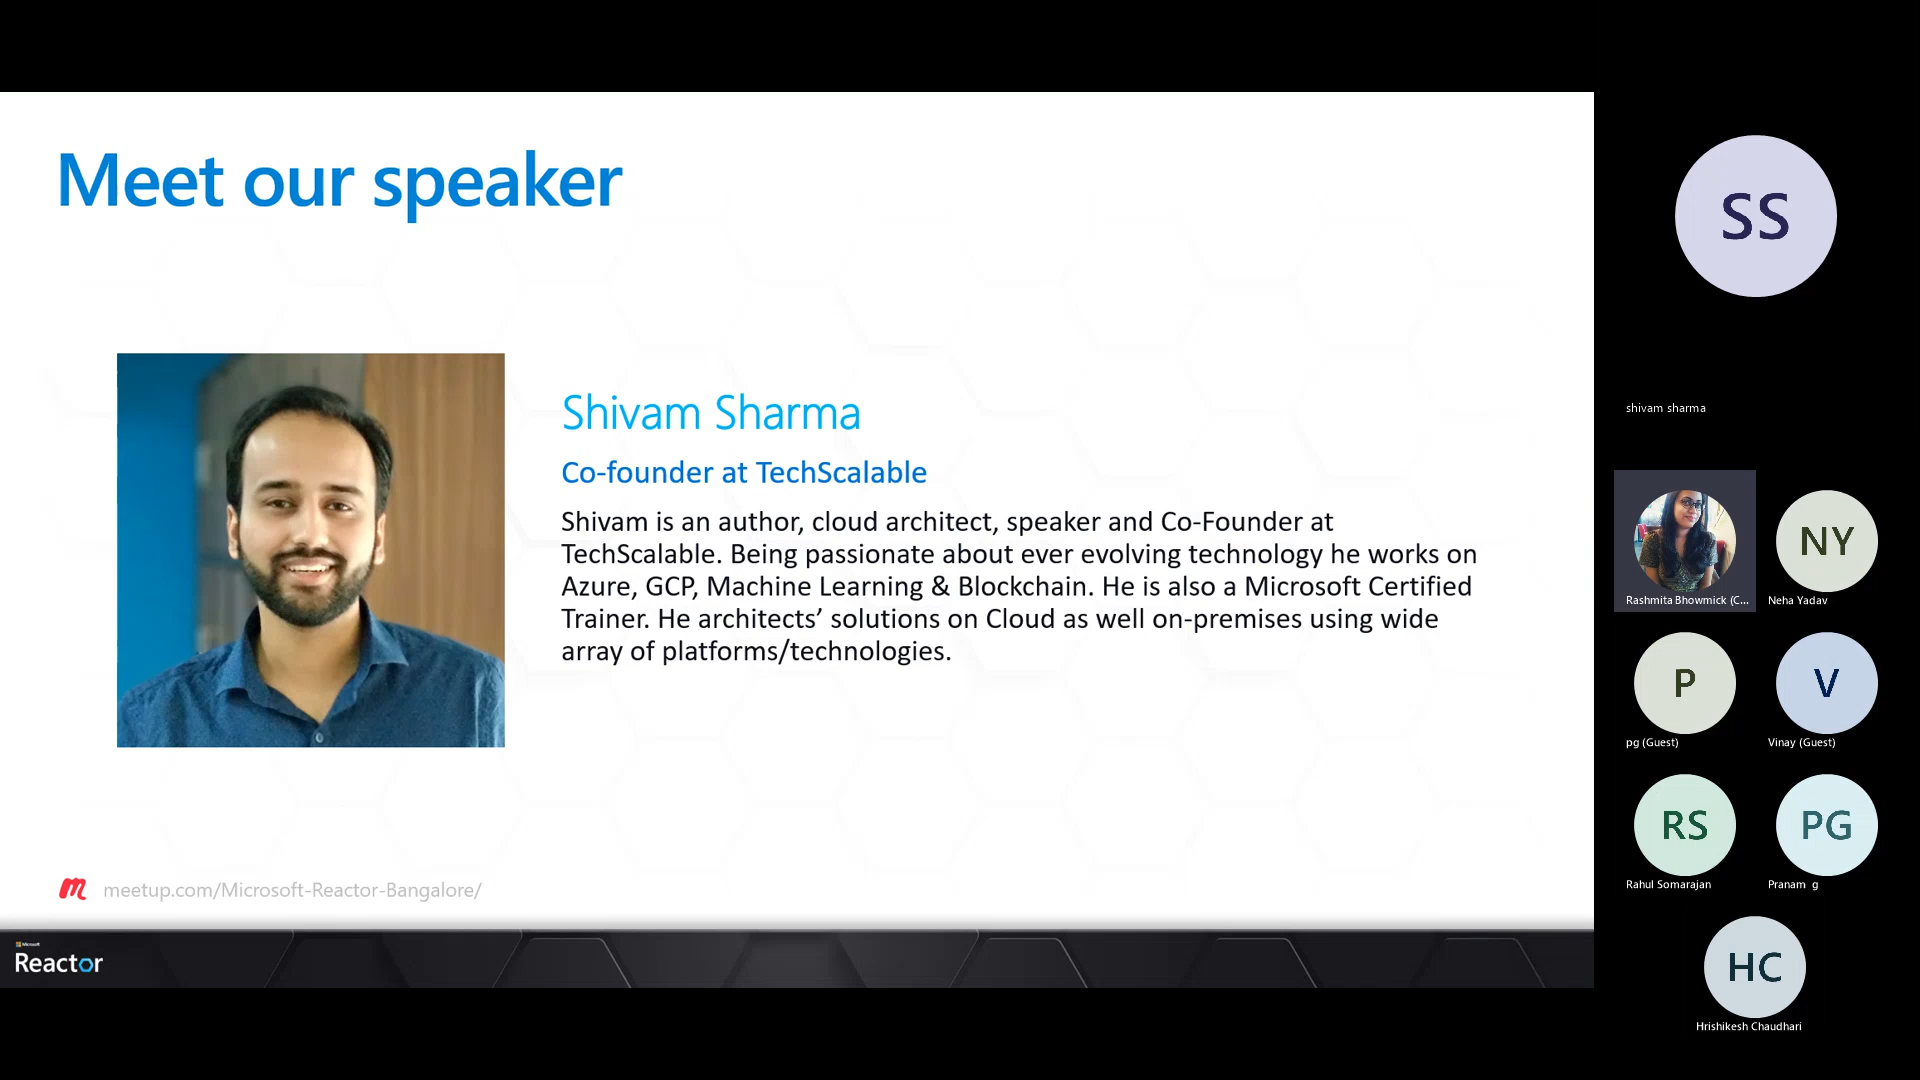 Meet our speaker
Shivam Sharma
Co-founder at TechScalable
Shivam is an author, cloud architect, speaker and Co-Founder at
TechScalable. Being passionate about ever evolving technology he works on
Azure, GCP, Machine Learning & Blockchain. He is also a Microsoft Certified
Trainer. He architects’ solutions on Cloud as well on-premises using wide
array of platforms/technologies.
meetup.com/Microsoft-Reactor-Bangalore/
Microsoft
Reactor
SS
shivam sharma
Rashmita Bhowmick (C...
NY
Neha Yadav
P
pg (Guest)
V
Vinay (Guest)
RS
Rahul Somarajan
PG
Pranam g
HC
Hrishikesh Chaudhari